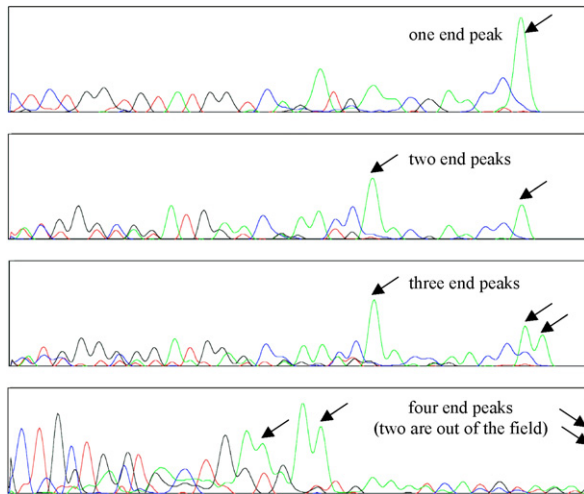 one end peak
two end peaks
three end peaks
four end peaks
(two are out of the field)